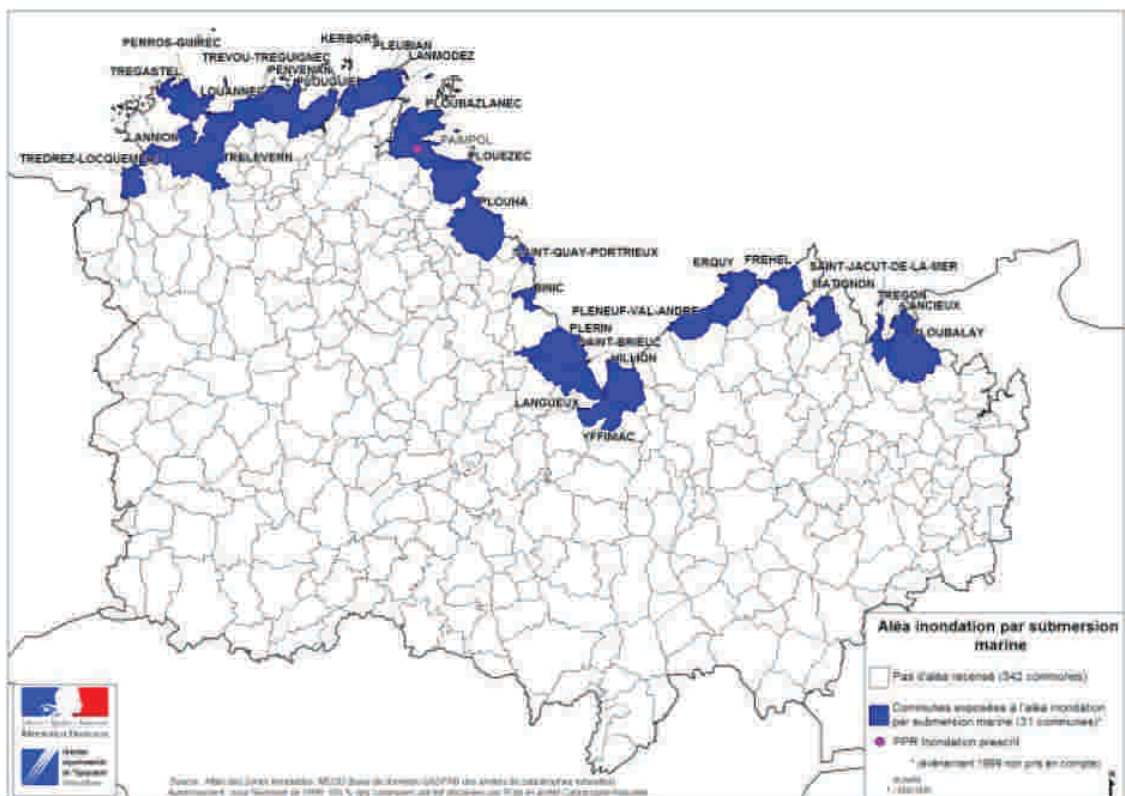 KERBORS
PERROS-GUIREC
PLEUBIAN
TREVOU-TREGUIGNEC
LANMODEZ
TREGASTEL
PENVENAN
LOUANNEC
PLOUGUIEL
PLOUBAZLANEC
LANNION
PAIMPOL
TREDREZ-LOCQUEMEAU
TRELEVERN
PLOUEZEC
PLOUHA
SAINT-QUAY-PORTRIEUX
ERQUY
FREHEL
SAINT-JACUT-DE-LA-MER
BINIC
MATIGNON
TREGON
PLENEUF-VAL-ANDRE
LANCIEUX
PLERIN
PLOUBALAY
SAINT-BRIEUC
HILLION
LANGUEUX
YFFINIAC
Aléa inondation par submersion
marine
Pas d'aléa recensé (342 communes)
Communes exposées à l'aléa inondation
par submersion marine (31 communes)*
PPR Inondation prescrit
* (évènement 1999 non pris en compte)